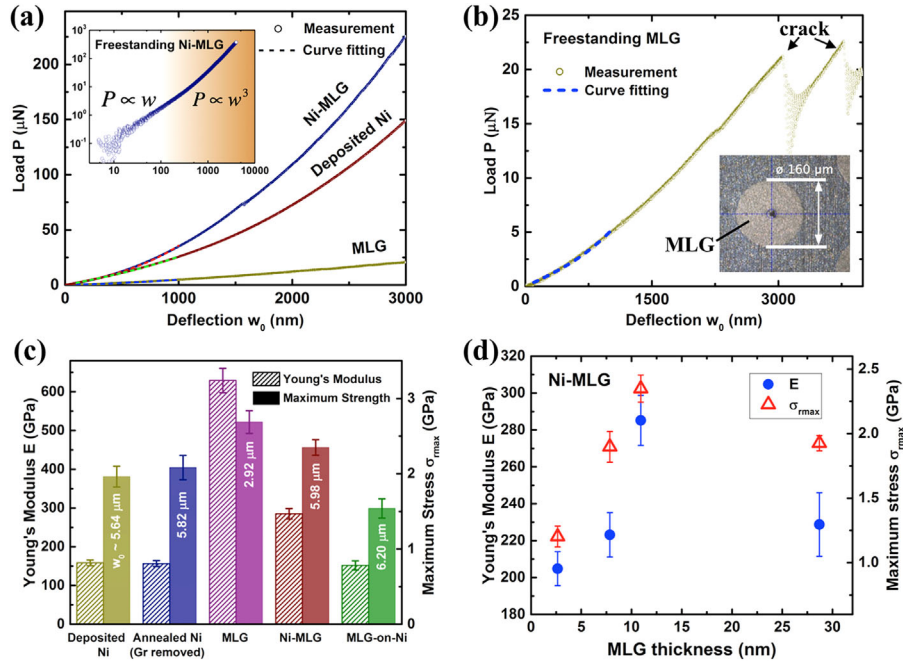 (a)
Load P (μN)
225
200
175
150
125
100
75
50
25
0
Freestanding Ni-MLG
10³
10²
10¹
10⁰
10⁻¹
P ∝ w
P ∝ w³
10
100
1000
10000
Measurement
Curve fitting
Ni-MLG
Deposited Ni
MLG
0
1000
2000
3000
Deflection w₀ (nm)
(b)
Load P (μN)
25
20
15
10
5
0
Freestanding MLG
crack
Measurement
Curve fitting
ø 160 μm
MLG
0
1500
3000
Deflection w₀ (nm)
(c)
Young's Modulus E (GPa)
600
500
400
300
200
100
0
Young's Modulus
Maximum Strength
w₀ ~ 5.64 μm
5.82 μm
2.92 μm
5.98 μm
6.20 μm
3
2
1
0
Maximum Stress σrmax (GPa)
Deposited
Ni
Annealed Ni
(Gr removed)
MLG
Ni-MLG
MLG-on-Ni
(d)
Young's Modulus E (GPa)
320
300
280
260
240
220
200
180
Ni-MLG
E
σrmax
2.5
2.0
1.5
1.0
Maximum Stress σrmax (GPa)
0
5
10
15
20
25
30
MLG thickness (nm)